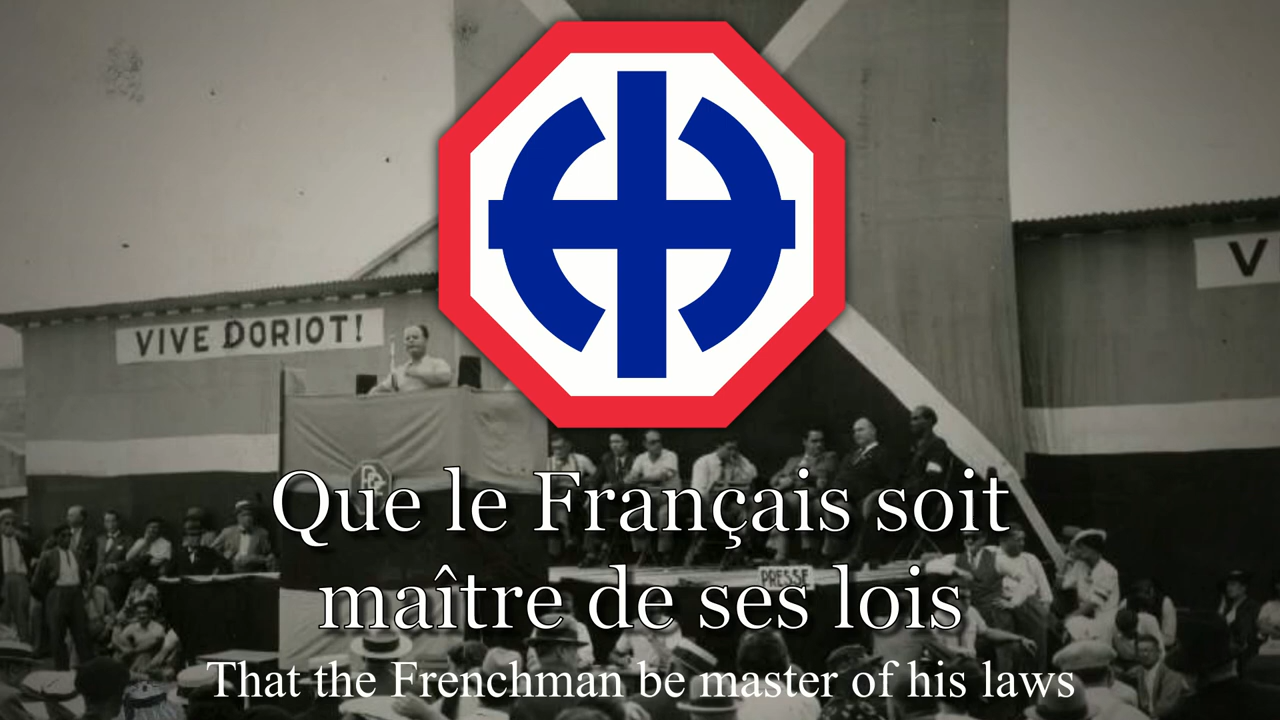 VIVE DORIOT!
V
Que le Français soit
PRESSE
maître de ses lois
That the Frenchman be master of his laws